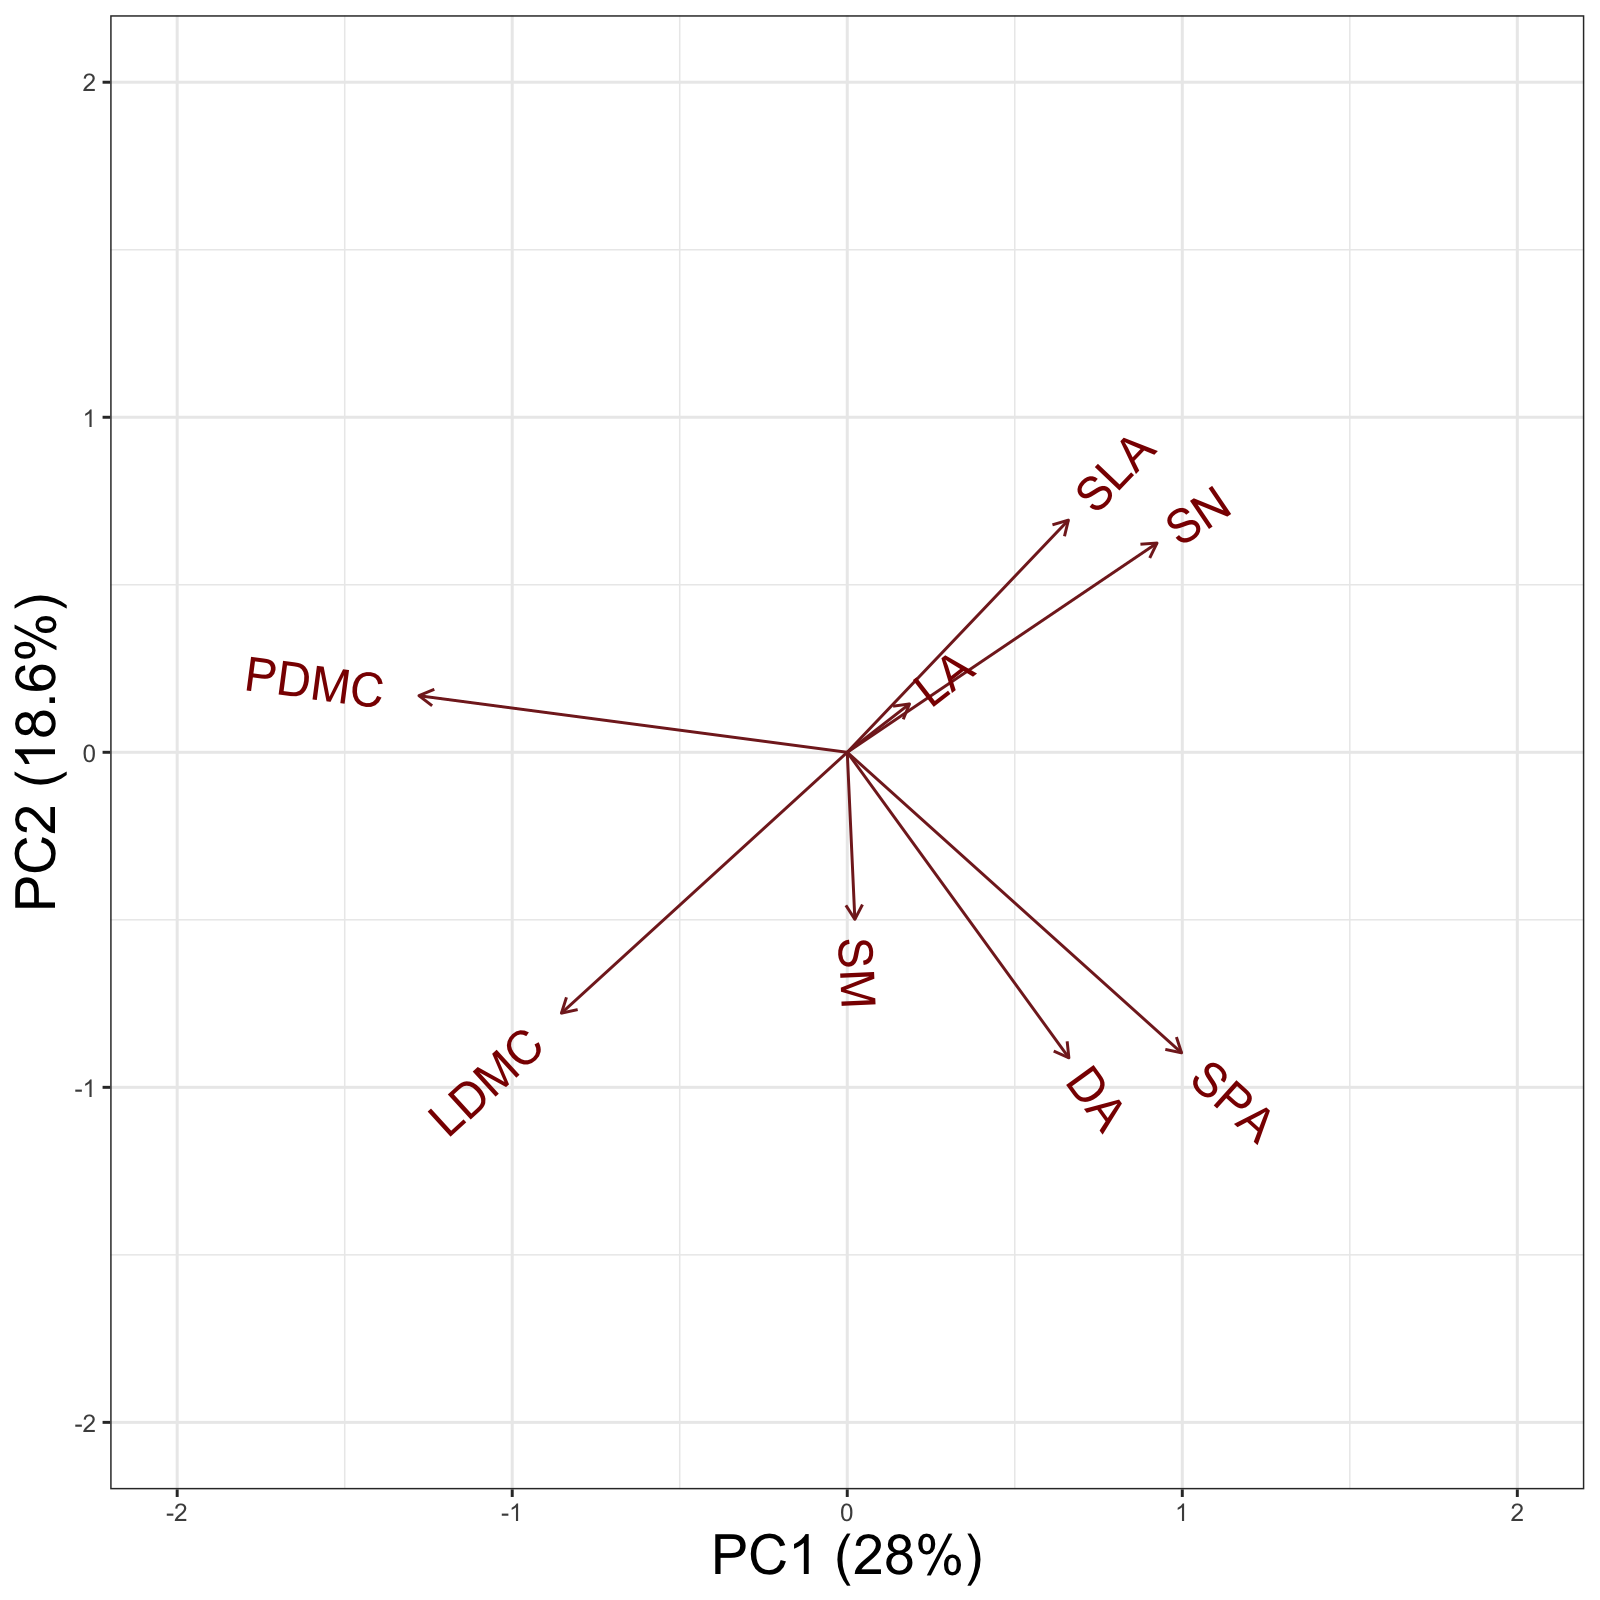 2
1
0
-1
-2
PC2 (18.6%)
SLA
SN
LA
PDMC
SM
LDMC
DA
SPA
-2
-1
0
1
2
PC1 (28%)